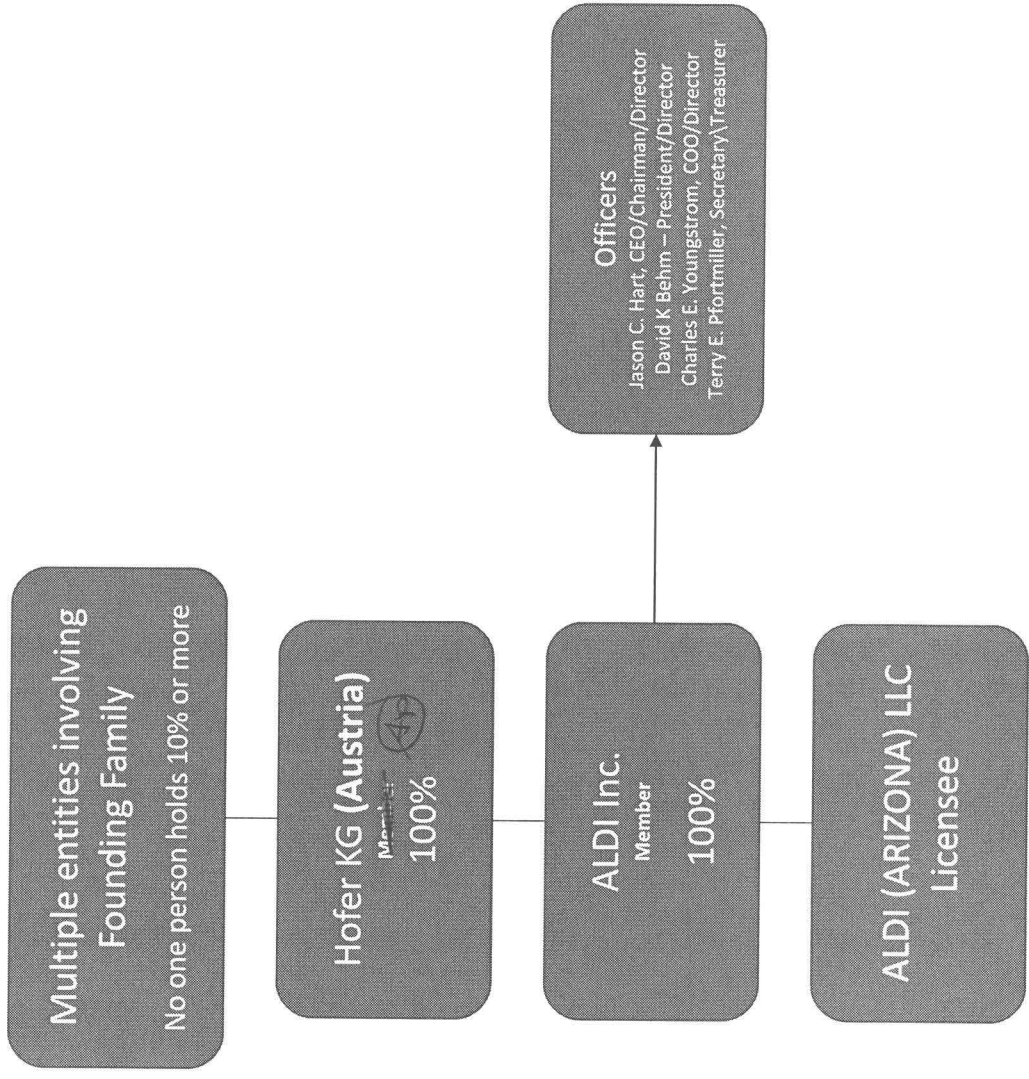 Multiple entities involving
Founding Family
No one person holds 10% or more
Hofer KG (Austria)
Member
100%
ALDI Inc.
Member
100%
Officers
Jason C. Hart, CEO/Chairman/Director
David K Behm – President/Director
Charles E. Youngstrom, COO/Director
Terry E. Pfortmiller, Secretary\Treasurer
ALDI (ARIZONA) LLC
Licensee